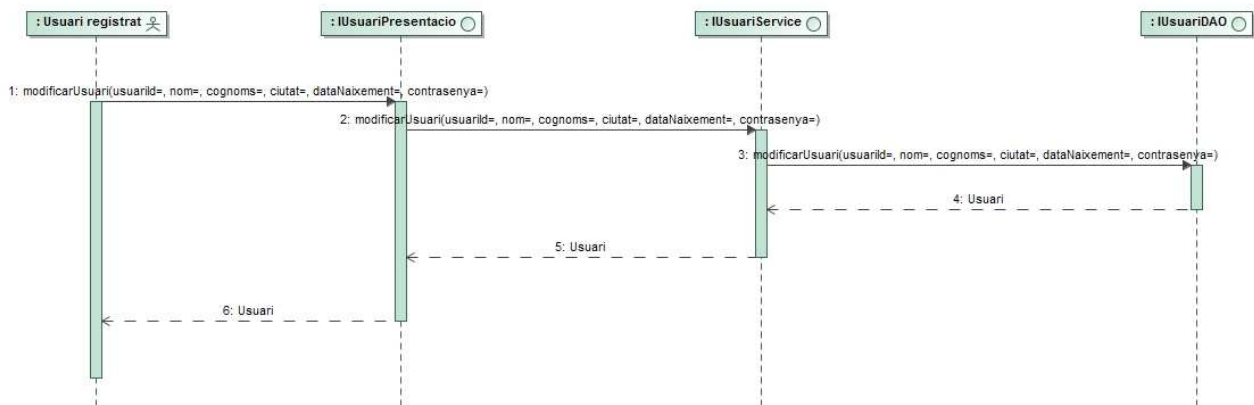 : Usuari registrat
: IUsuariPresentacio
: IUsuariService
: IUsuariDAO
1: modificarUsuari(usuariId=, nom=, cognoms=, ciutat=, dataNaixement=, contrasenya=)
2: modificarUsuari(usuariId=, nom=, cognoms=, ciutat=, dataNaixement=, contrasenya=)
3: modificarUsuari(usuariId=, nom=, cognoms=, ciutat=, dataNaixement=, contrasenya=)
4: Usuari
5: Usuari
6: Usuari